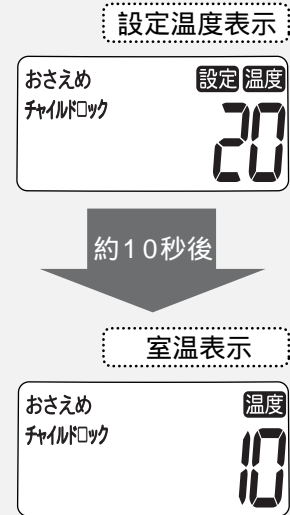 設定温度表示
おさえめ 設定 温度
チャイルドロック
20
約10秒後
室温表示
おさえめ 温度
チャイルドロック
10